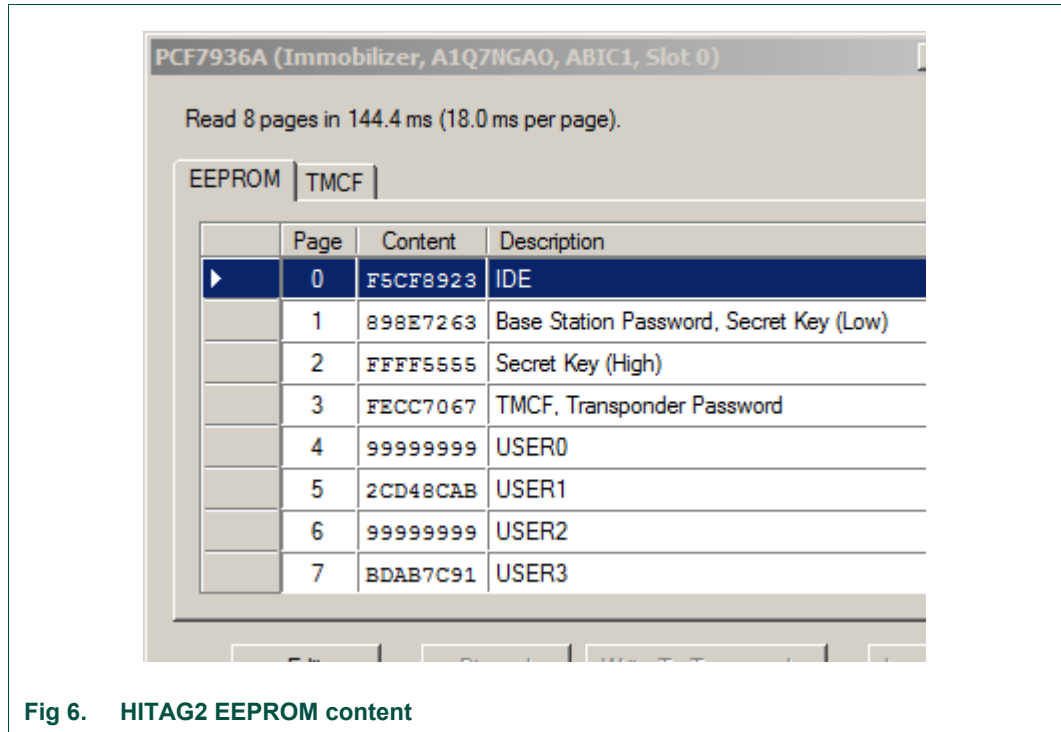 PCF7936A (Immobilizer, A1Q7NGAO, ABIC1, Slot 0)
Read 8 pages in 144.4 ms (18.0 ms per page).
EEPROM TMCF
Page Content Description
0 F5CF8923 IDE
1 898E7263 Base Station Password, Secret Key (Low)
2 FFFF5555 Secret Key (High)
3 FECC7067 TMCF, Transponder Password
4 99999999 USER0
5 2CD48CAB USER1
6 99999999 USER2
7 BDAB7C91 USER3
Fig 6. HITAG2 EEPROM content